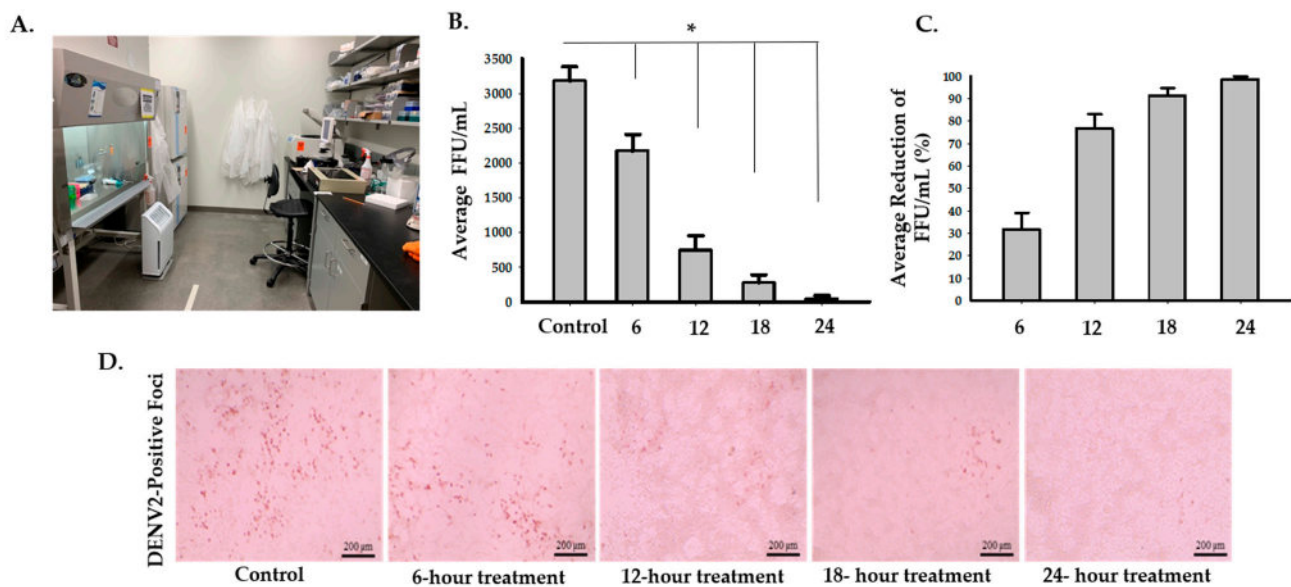 A.
B.
C.
*
Average FFU/mL
3500
3000
2500
2000
1500
1000
500
0
Control 6 12 18 24
Average Reduction of
FFU/mL (%)
100
90
80
70
60
50
40
30
20
10
0
6 12 18 24
D.
DENV2-Positive Foci
200 µm 200 µm 200 µm 200 µm 200 µm
Control 6-hour treatment 12-hour treatment 18- hour treatment 24- hour treatment